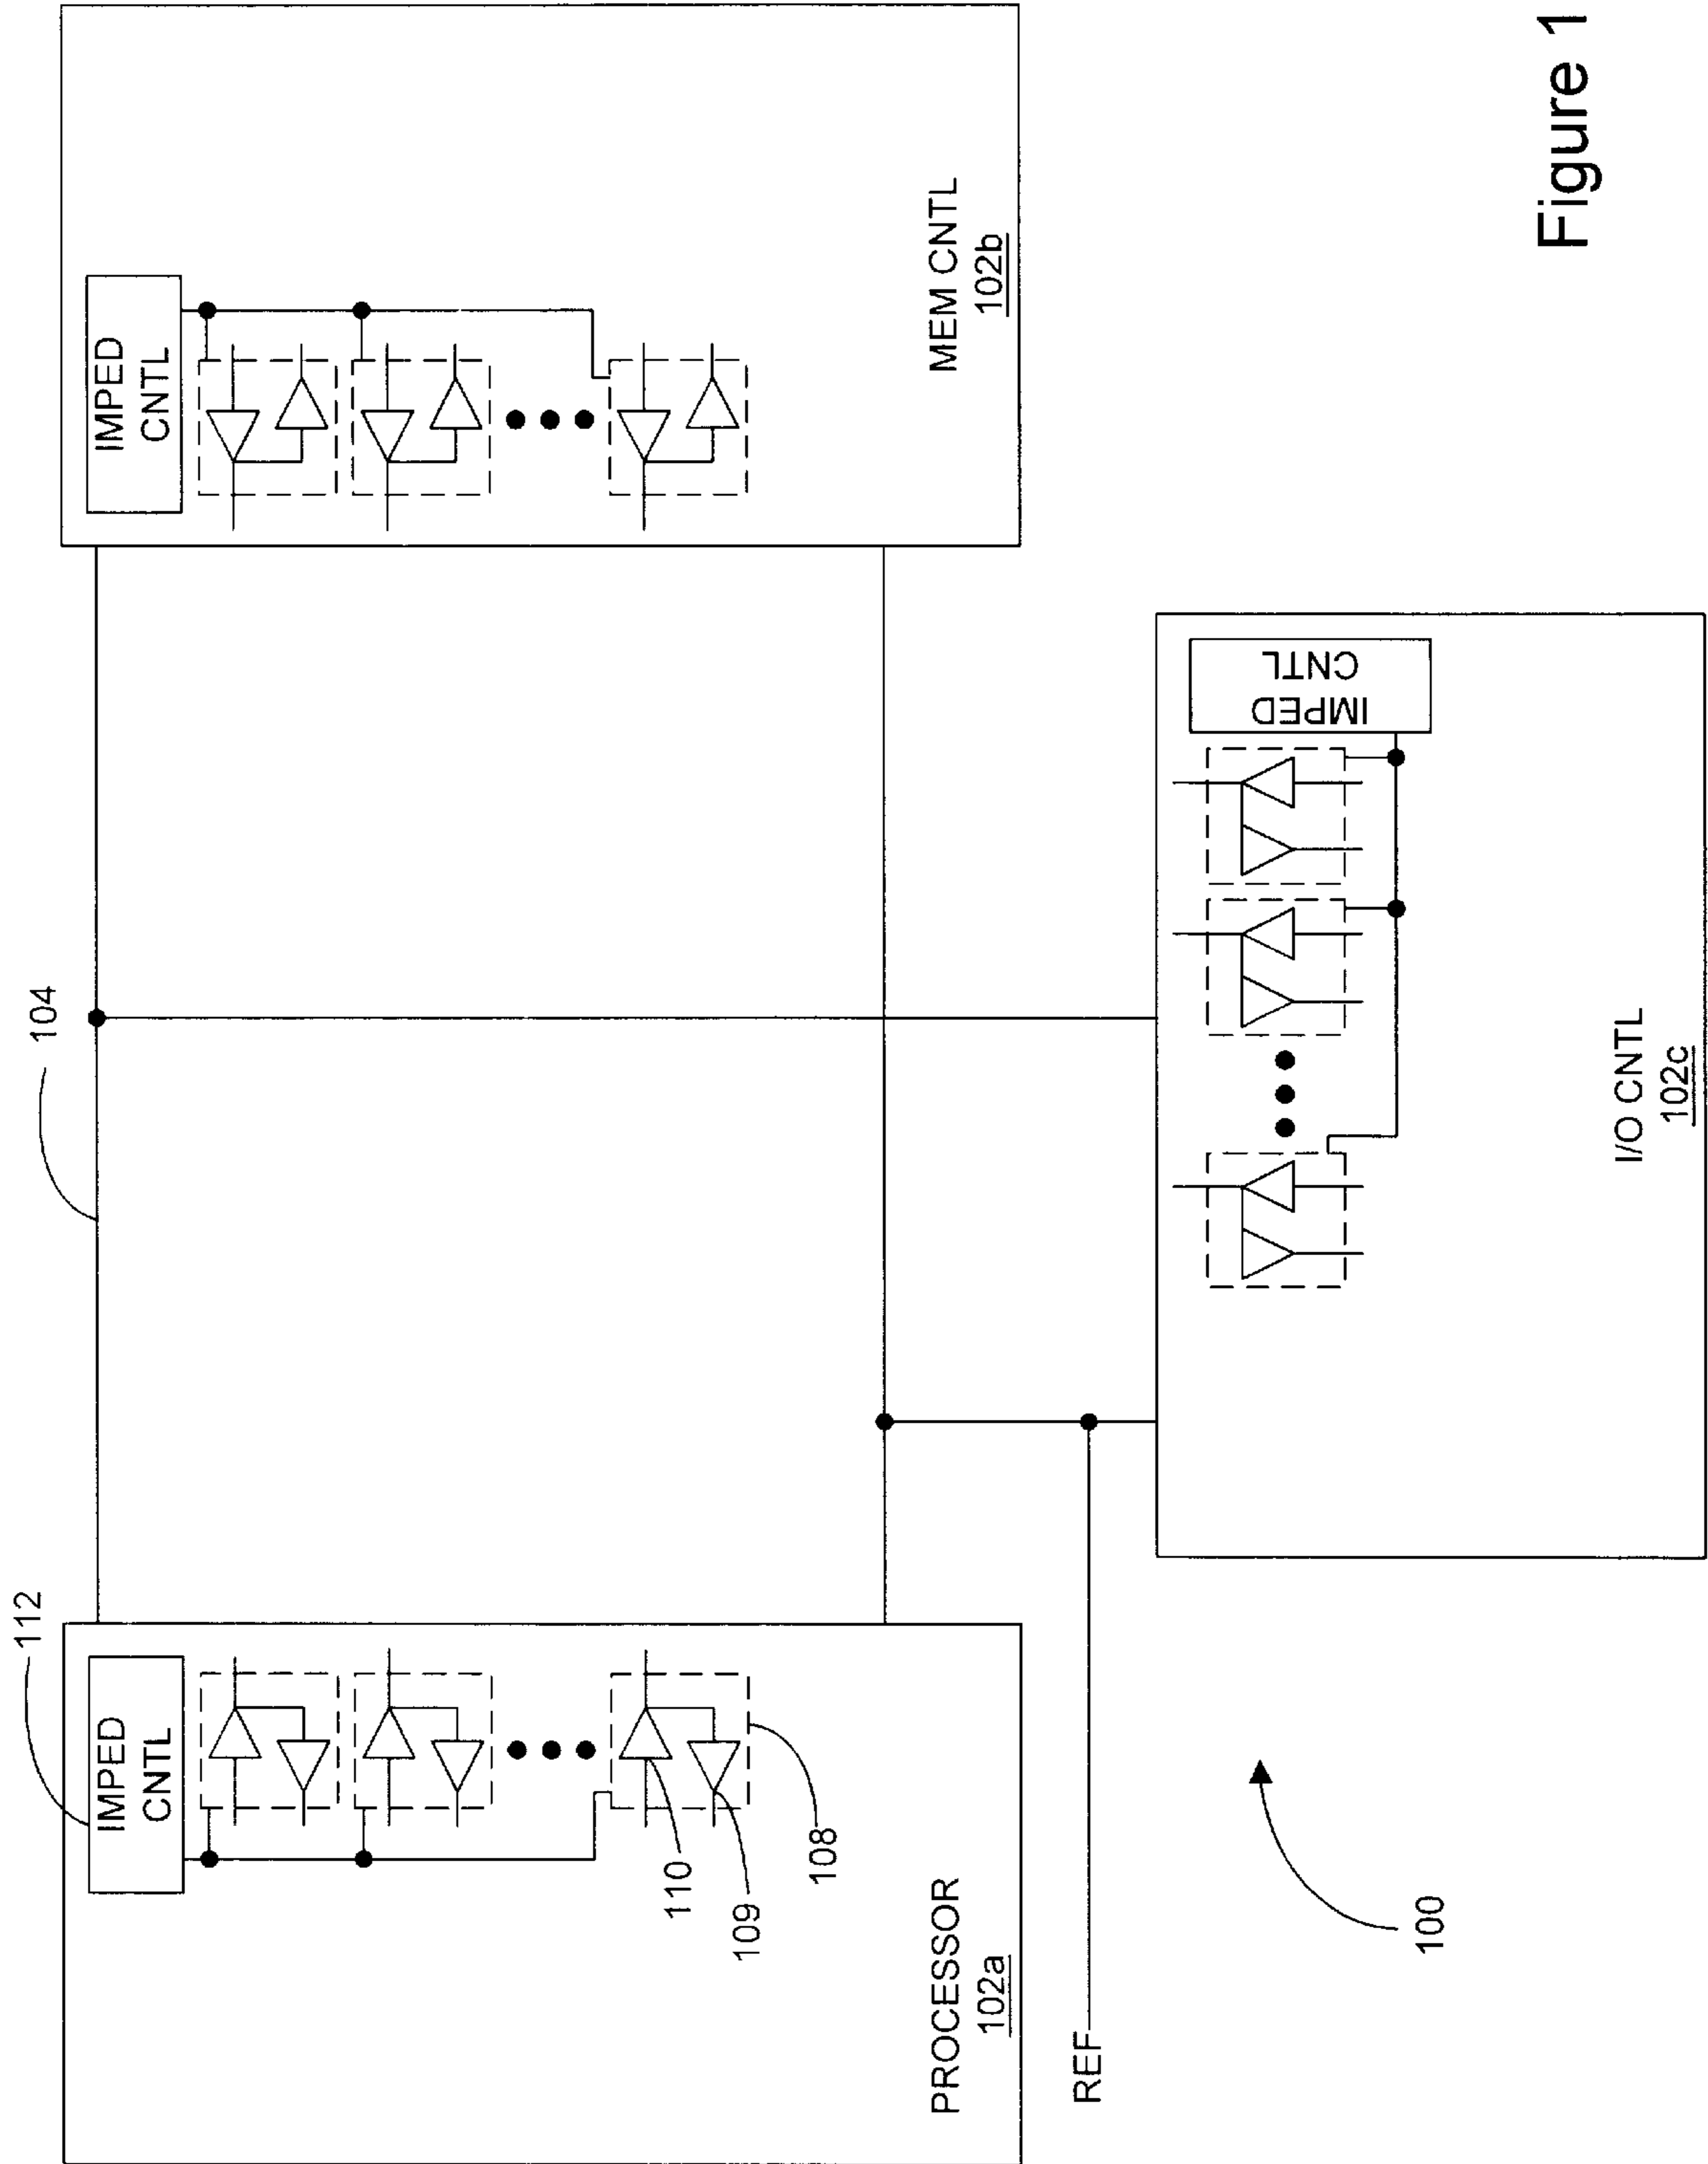 112
104
IMPED
CNTL
IMPED
CNTL
110
109
108
PROCESSOR
102a
MEM CNTL
102b
REF
IMPED
CNTL
I/O CNTL
102c
100
Figure 1